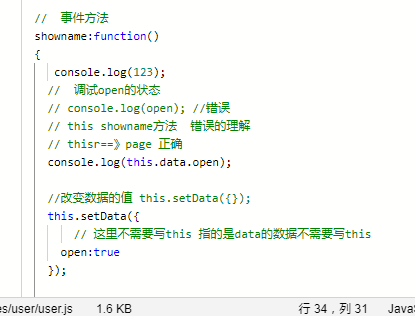 //  事件方法
showname:function()
{
console.log(123);
//  调试open的状态
// console.log(open); //错误
// this showname方法  错误的理解
// thisr==》page 正确
console.log(this.data.open);
//改变数据的值 this.setData({});
this.setData({
// 这里不需要写this 指的是data的数据不需要写this
open:true
});
es/user/user.js 1.6 KB 行 34，列 31 JavaS